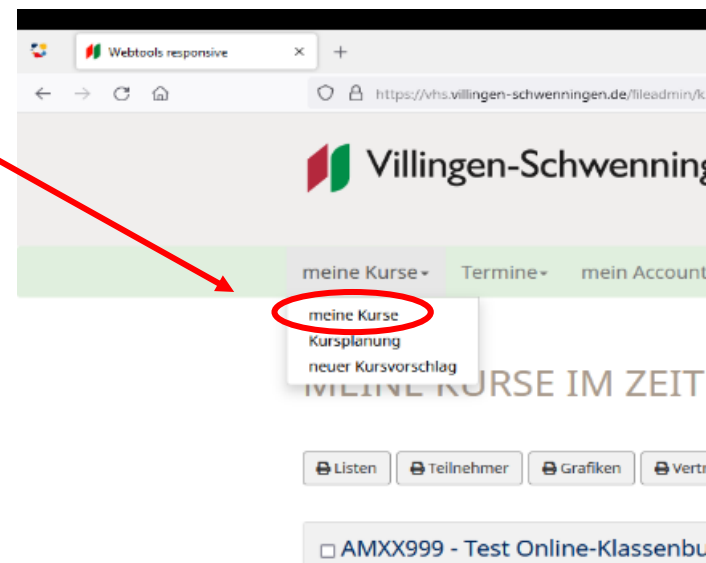 Webtools responsive
https://vhs.villingen-schwenningen.de/fileadmin/k
Villingen-Schwenning
meine Kurse
Termine
mein Account
meine Kurse
Kursplanung
neuer Kursvorschlag
MEINE KURSE IM ZEIT
Listen
Teilnehmer
Grafiken
Vertr
AMXX999 - Test Online-Klassenbu